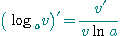 (log_a v)' = v' / (v ln a)